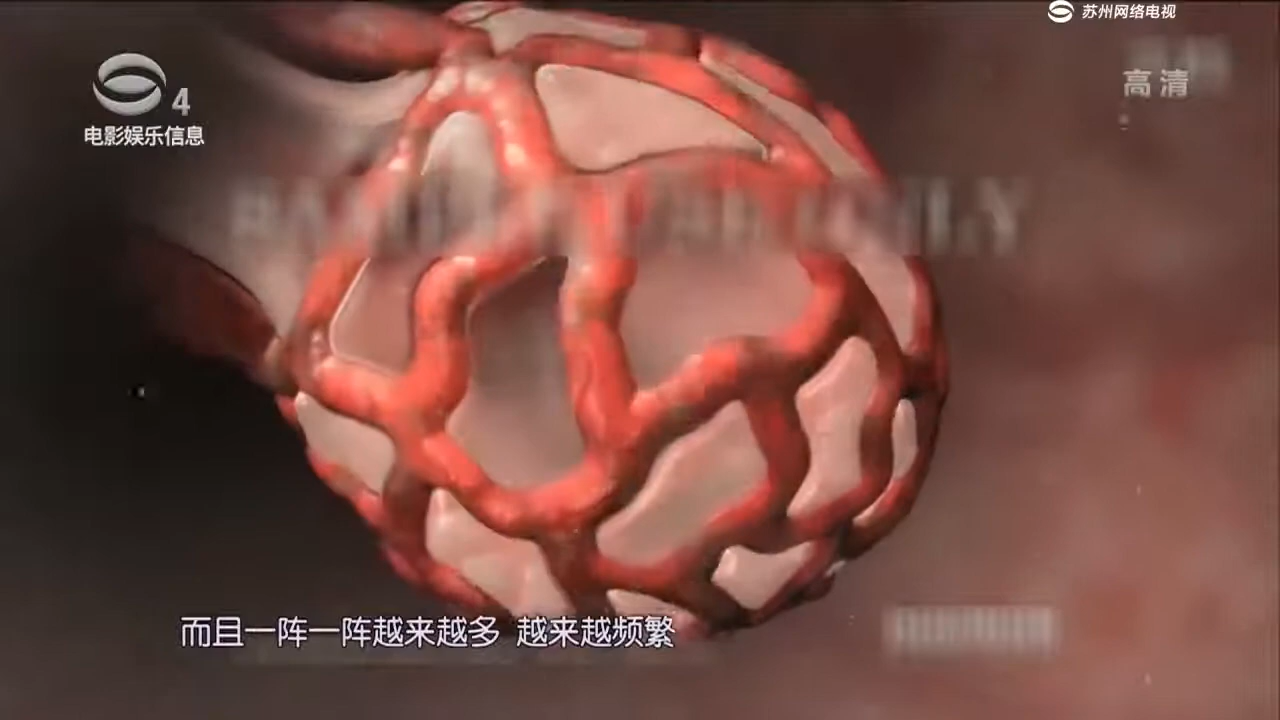 苏州网络电视
4
高清
电影娱乐信息
而且一阵一阵越来越多 越来越频繁